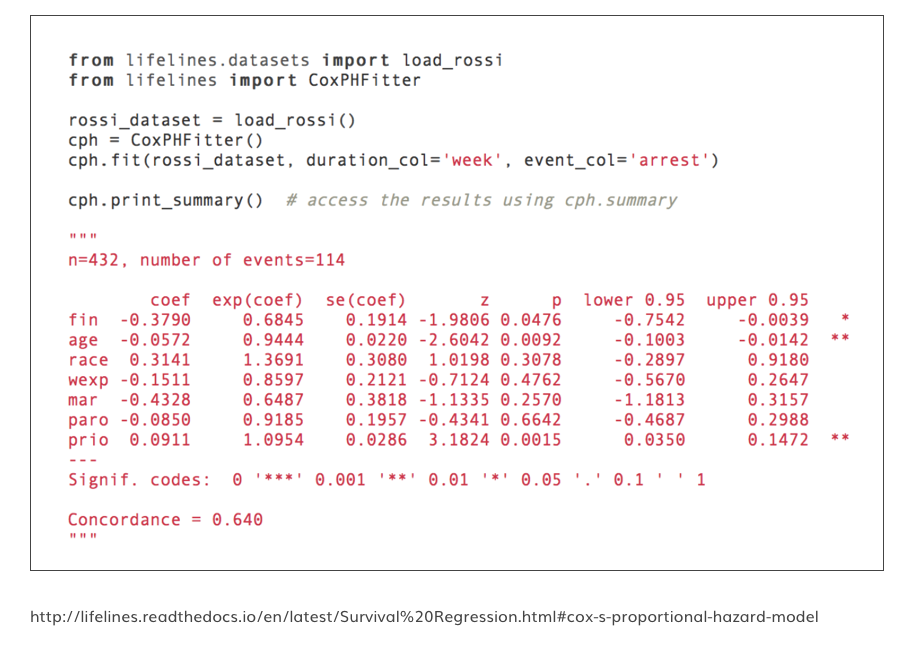 from lifelines.datasets import load_rossi
from lifelines import CoxPHFitter
rossi_dataset = load_rossi()
cph = CoxPHFitter()
cph.fit(rossi_dataset, duration_col='week', event_col='arrest')
cph.print_summary()  # access the results using cph.summary
"""
n=432, number of events=114
coef exp(coef) se(coef) z p lower 0.95 upper 0.95
fin -0.3790 0.6845 0.1914 -1.9806 0.0476 -0.7542 -0.0039 *
age -0.0572 0.9444 0.0220 -2.6042 0.0092 -0.1003 -0.0142 **
race 0.3141 1.3691 0.3080 1.0198 0.3078 -0.2897 0.9180
wexp -0.1511 0.8597 0.2121 -0.7124 0.4762 -0.5670 0.2647
mar -0.4328 0.6487 0.3818 -1.1335 0.2570 -1.1813 0.3157
paro -0.0850 0.9185 0.1957 -0.4341 0.6642 -0.4687 0.2988
prio 0.0911 1.0954 0.0286 3.1824 0.0015 0.0350 0.1472 **
---
Signif. codes:  0 '***' 0.001 '**' 0.01 '*' 0.05 '.' 0.1 ' ' 1
Concordance = 0.640
"""
http://lifelines.readthedocs.io/en/latest/Survival%20Regression.html#cox-s-proportional-hazard-model